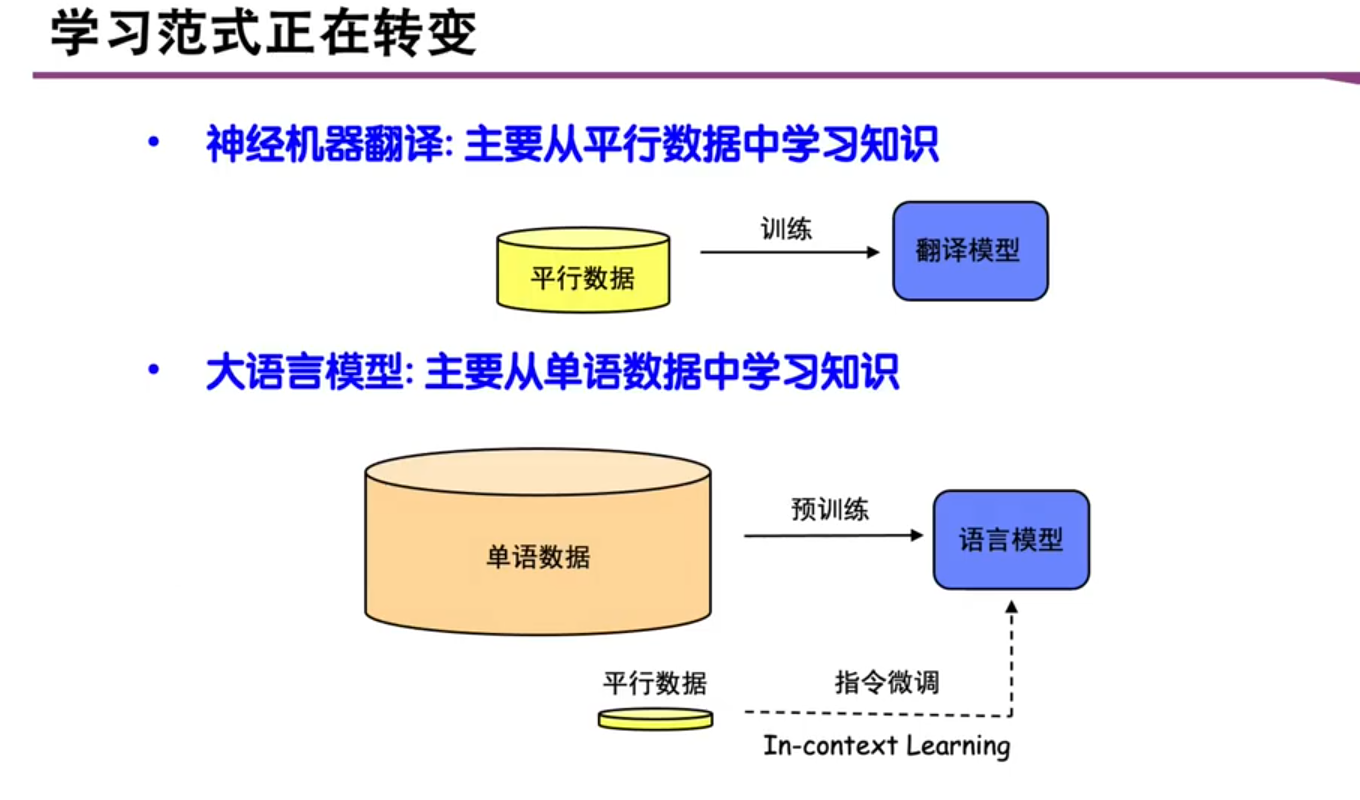 学习范式正在转变
• 神经机器翻译: 主要从平行数据中学习知识
训练
平行数据
翻译模型
• 大语言模型: 主要从单语数据中学习知识
预训练
单语数据
语言模型
平行数据
指令微调
In-context Learning